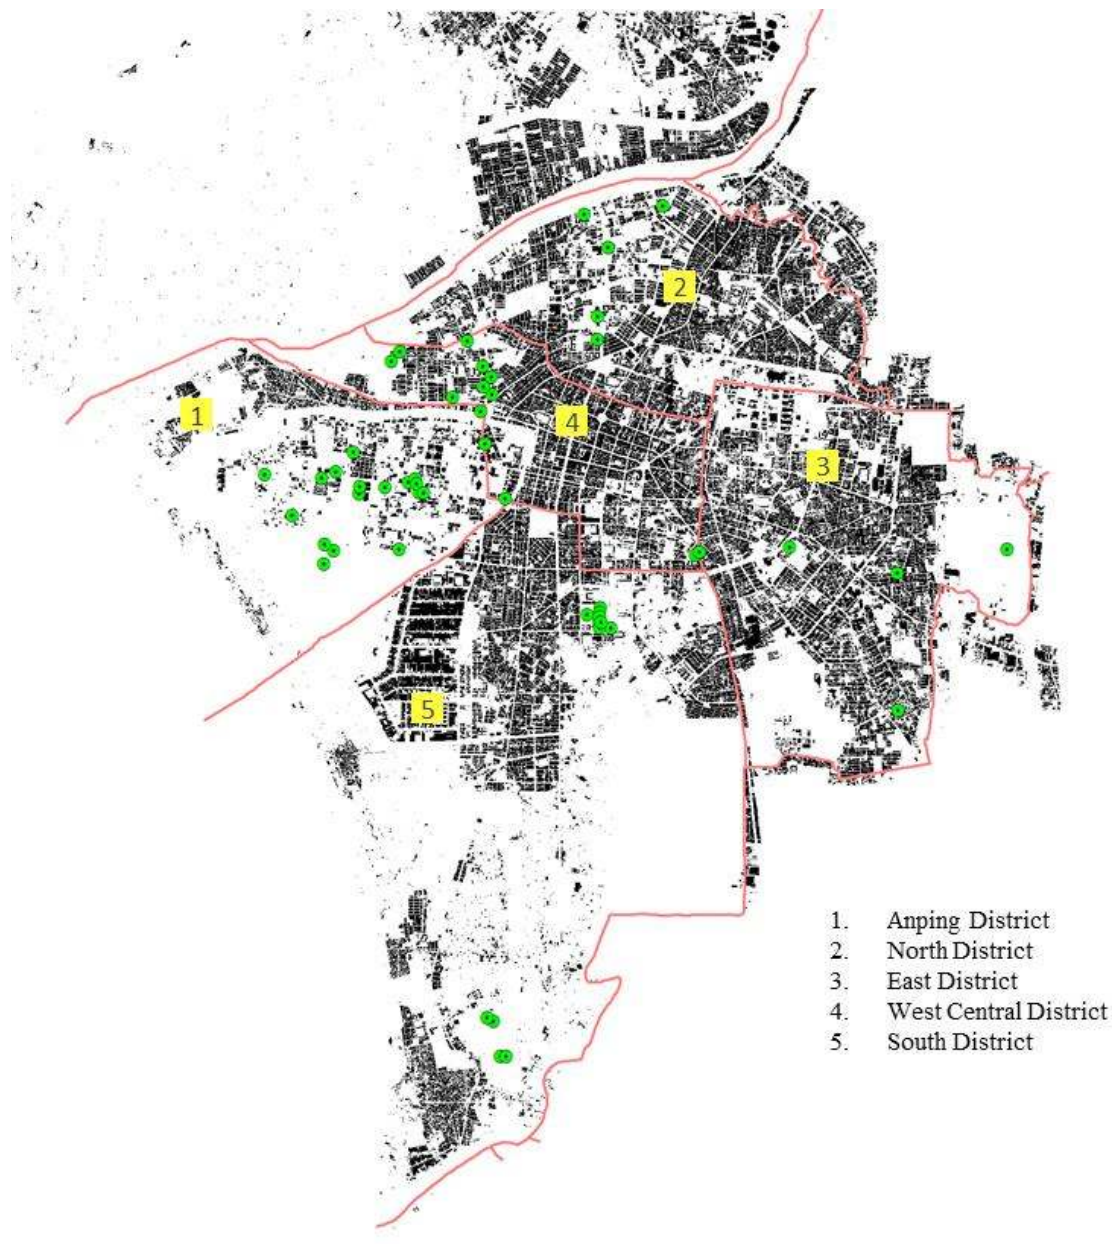 2
1
4
3
5
1. Anping District
2. North District
3. East District
4. West Central District
5. South District